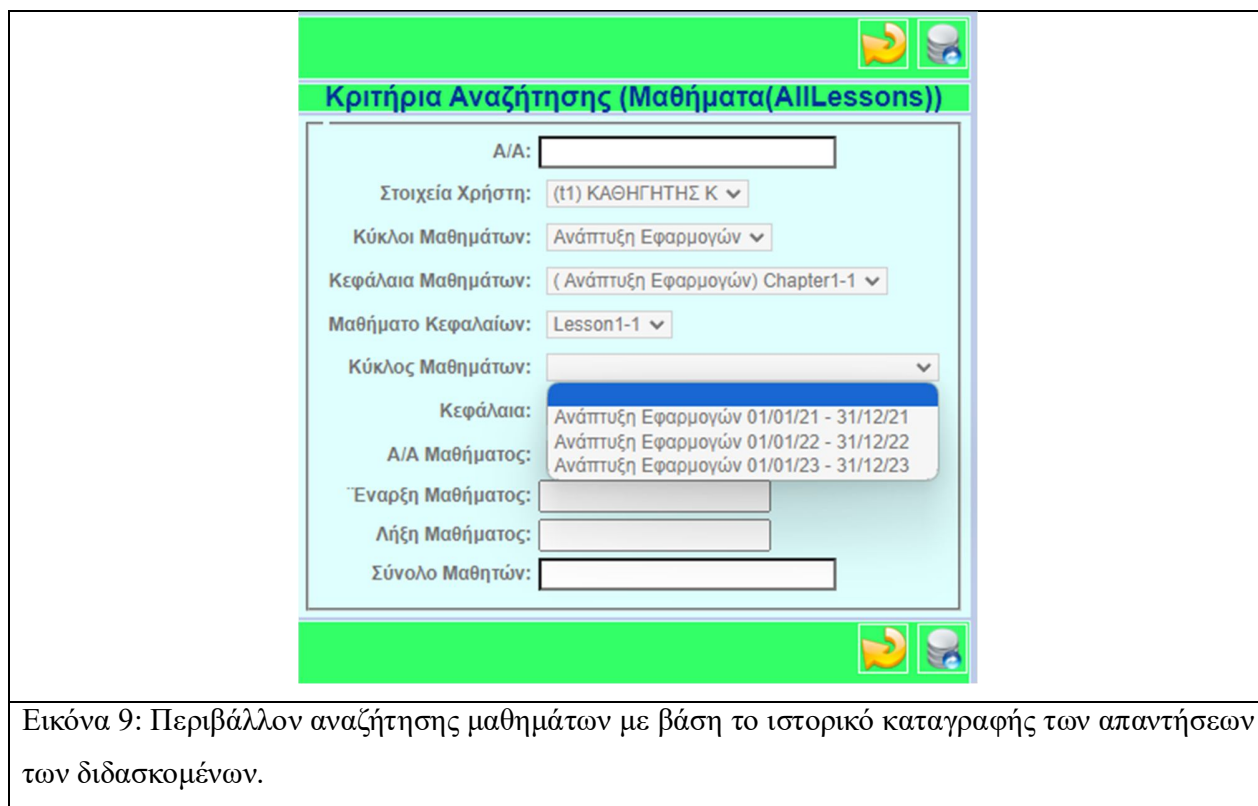 Κριτήρια Αναζήτησης (Μαθήματα(AllLessons))
Α/Α:
Στοιχεία Χρήστη: (t1) ΚΑΘΗΓΗΤΗΣ Κ
Κύκλοι Μαθημάτων: Ανάπτυξη Εφαρμογών
Κεφάλαια Μαθημάτων: ( Ανάπτυξη Εφαρμογών) Chapter1-1
Μαθήματο Κεφαλαίων: Lesson1-1
Κύκλος Μαθημάτων:
Κεφάλαια: Ανάπτυξη Εφαρμογών 01/01/21 - 31/12/21
Ανάπτυξη Εφαρμογών 01/01/22 - 31/12/22
Α/Α Μαθήματος: Ανάπτυξη Εφαρμογών 01/01/23 - 31/12/23
Έναρξη Μαθήματος:
Λήξη Μαθήματος:
Σύνολο Μαθητών:
Εικόνα 9: Περιβάλλον αναζήτησης μαθημάτων με βάση το ιστορικό καταγραφής των απαντήσεων
των διδασκομένων.